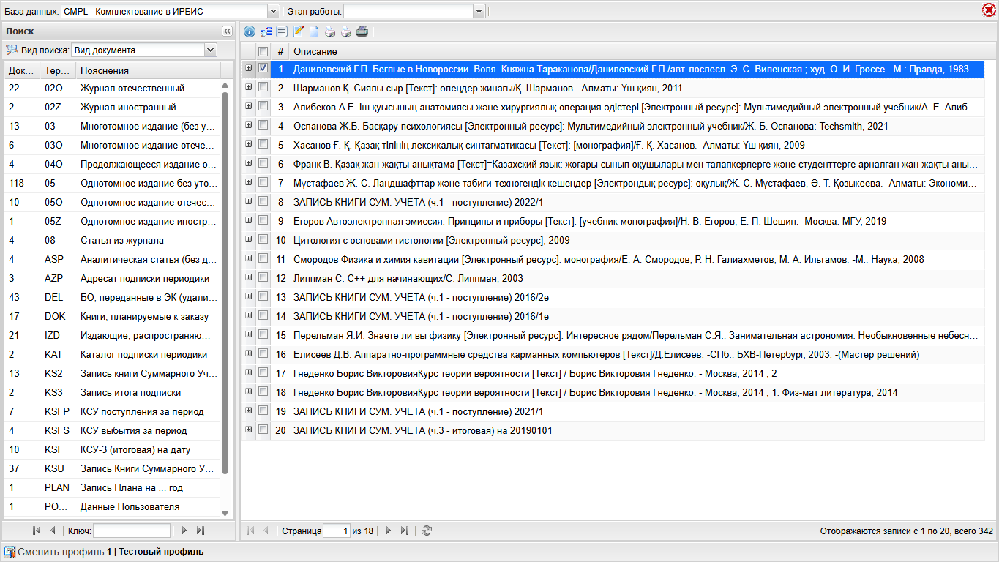 База данных: CMPL - Комплектование в ИРБИС Этап работы:
Поиск
Вид поиска: Вид документа
Док... Тер... Пояснения
22 02O Журнал отечественный
2 02Z Журнал иностранный
13 03 Многотомное издание (без у...
6 03O Многотомное издание отече...
4 04O Продолжающееся издание о...
118 05 Однотомное издание без уто...
10 05O Однотомное издание отечес...
1 05Z Однотомное издание иностр...
4 08 Статья из журнала
4 ASP Аналитическая статья (без д...
3 AZP Адресат подписки периодики
43 DEL БО, переданные в ЭК (удали...
17 DOK Книги, планируемые к заказу
21 IZD Издающие, распространяю...
2 KAT Каталог подписки периодики
13 KS2 Запись книги Суммарного Уч...
2 KS3 Запись итога подписки
7 KSFP КСУ поступления за период
4 KSFS КСУ выбытия за период
10 KSI КСУ-3 (итоговая) на дату
37 KSU Запись Книги Суммарного У...
1 PLAN Запись Плана на ... год
1 PO... Данные Пользователя
Ключ:
# Описание
1 Данилевский Г.П. Беглые в Новороссии. Воля. Княжна Тараканова/Данилевский Г.П./авт. послесл. Э. С. Виленская ; худ. О. И. Гроссе. -М.: Правда, 1983
2 Шарманов Қ. Сиялы сыр [Текст]: өлеңдер жинағы/Қ. Шарманов. -Алматы: Үш қиян, 2011
3 Алибеков А.Е. Іш қуысының анатомиясы және хирургиялық операция әдістері [Электронный ресурс]: Мультимедийный электронный учебник/А. Е. Алиб...
4 Оспанова Ж.Б. Басқару психологиясы [Электронный ресурс]: Мультимедийный электронный учебник/Ж. Б. Оспанова: Techsmith, 2021
5 Хасанов Ғ. Қ. Қазақ тілінің лексикалық синтагматикасы [Текст]: [монография]/Ғ. Қ. Хасанов. -Алматы: Үш қиян, 2009
6 Франк В. Қазақ жан-жақты анықтама [Текст]=Казахский язык: жоғары сынып оқушылары мен талапкерлерге және студенттерге арналған жан-жақты аны...
7 Мұстафаев Ж. С. Ландшафттар және табиғи-техногендік кешендер [Электрондық ресурс]: оқулық/Ж. С. Мұстафаев, Ә. Т. Қозыкеева. -Алматы: Экономи...
8 ЗАПИСЬ КНИГИ СУМ. УЧЕТА (ч.1 - поступление) 2022/1
9 Егоров Автоэлектронная эмиссия. Принципы и приборы [Текст]: [учебник-монография]/Н. В. Егоров, Е. П. Шешин. -Москва: МГУ, 2019
10 Цитология с основами гистологии [Электронный ресурс], 2009
11 Смородов Физика и химия кавитации [Электронный ресурс]: монография/Е. А. Смородов, Р. Н. Галиахметов, М. А. Ильгамов. -М.: Наука, 2008
12 Липпман С. С++ для начинающих/С. Липпман, 2003
13 ЗАПИСЬ КНИГИ СУМ. УЧЕТА (ч.1 - поступление) 2016/2е
14 ЗАПИСЬ КНИГИ СУМ. УЧЕТА (ч.1 - поступление) 2016/1е
15 Перельман Я.И. Знаете ли вы физику [Электронный ресурс]. Интересное рядом/Перельман С.Я.. Занимательная астрономия. Необыкновенные небесн...
16 Елисеев Д.В. Аппаратно-программные средства карманных компьютеров [Текст]/Д.Елисеев. -СПб.: БХВ-Петербург, 2003. -(Мастер решений)
17 Гнеденко Борис ВикторовияКурс теории вероятности [Текст] / Борис Викторовия Гнеденко. - Москва, 2014 ; 2
18 Гнеденко Борис ВикторовияКурс теории вероятности [Текст] / Борис Викторовия Гнеденко. - Москва, 2014 ; 1: Физ-мат литература, 2014
19 ЗАПИСЬ КНИГИ СУМ. УЧЕТА (ч.1 - поступление) 2021/1
20 ЗАПИСЬ КНИГИ СУМ. УЧЕТА (ч.3 - итоговая) на 20190101
Страница 1 из 18 Отображаются записи с 1 по 20, всего 342
Сменить профиль 1 | Тестовый профиль